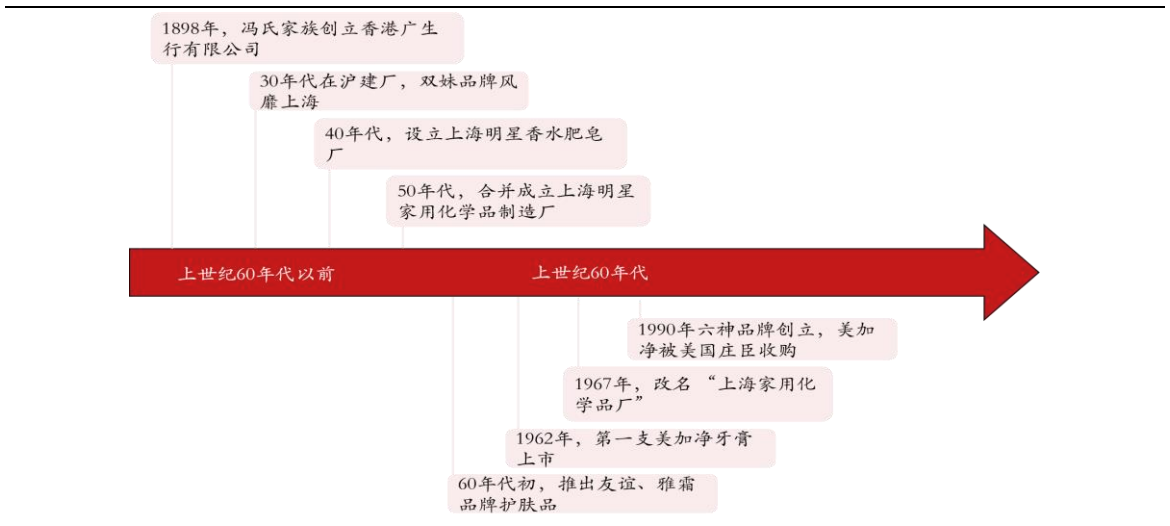 1898年，冯氏家族创立香港广生
行有限公司
30年代在沪建厂，双妹品牌风
靡上海
40年代，设立上海明星香水肥皂
厂
50年代，合并成立上海明星
家用化学品制造厂
上世纪60年代以前
上世纪60年代
1990年六神品牌创立，美加
净被美国庄臣收购
1967年，改名 “上海家用化
学品厂”
1962年，第一支美加净牙膏
上市
60年代初，推出友谊、雅霜
品牌护肤品